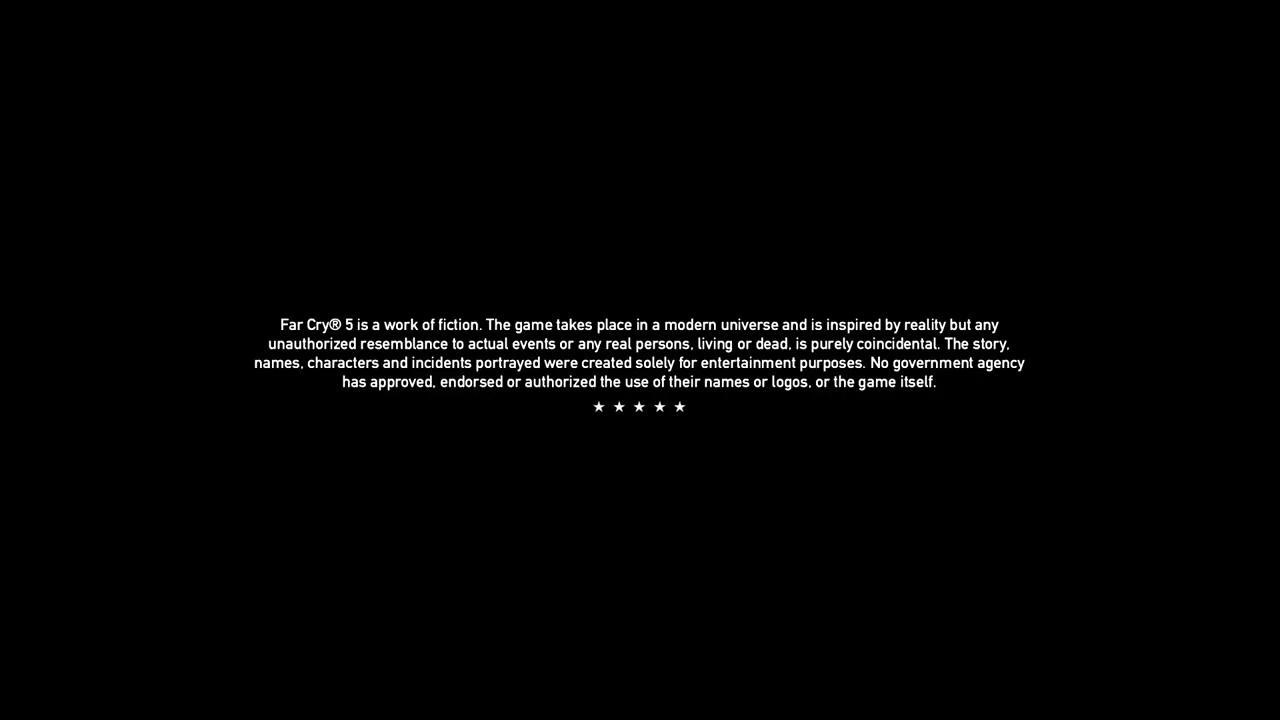 Far Cry® 5 is a work of fiction. The game takes place in a modern universe and is inspired by reality but any
unauthorized resemblance to actual events or any real persons, living or dead, is purely coincidental. The story,
names, characters and incidents portrayed were created solely for entertainment purposes. No government agency
has approved, endorsed or authorized the use of their names or logos, or the game itself.
★ ★ ★ ★ ★